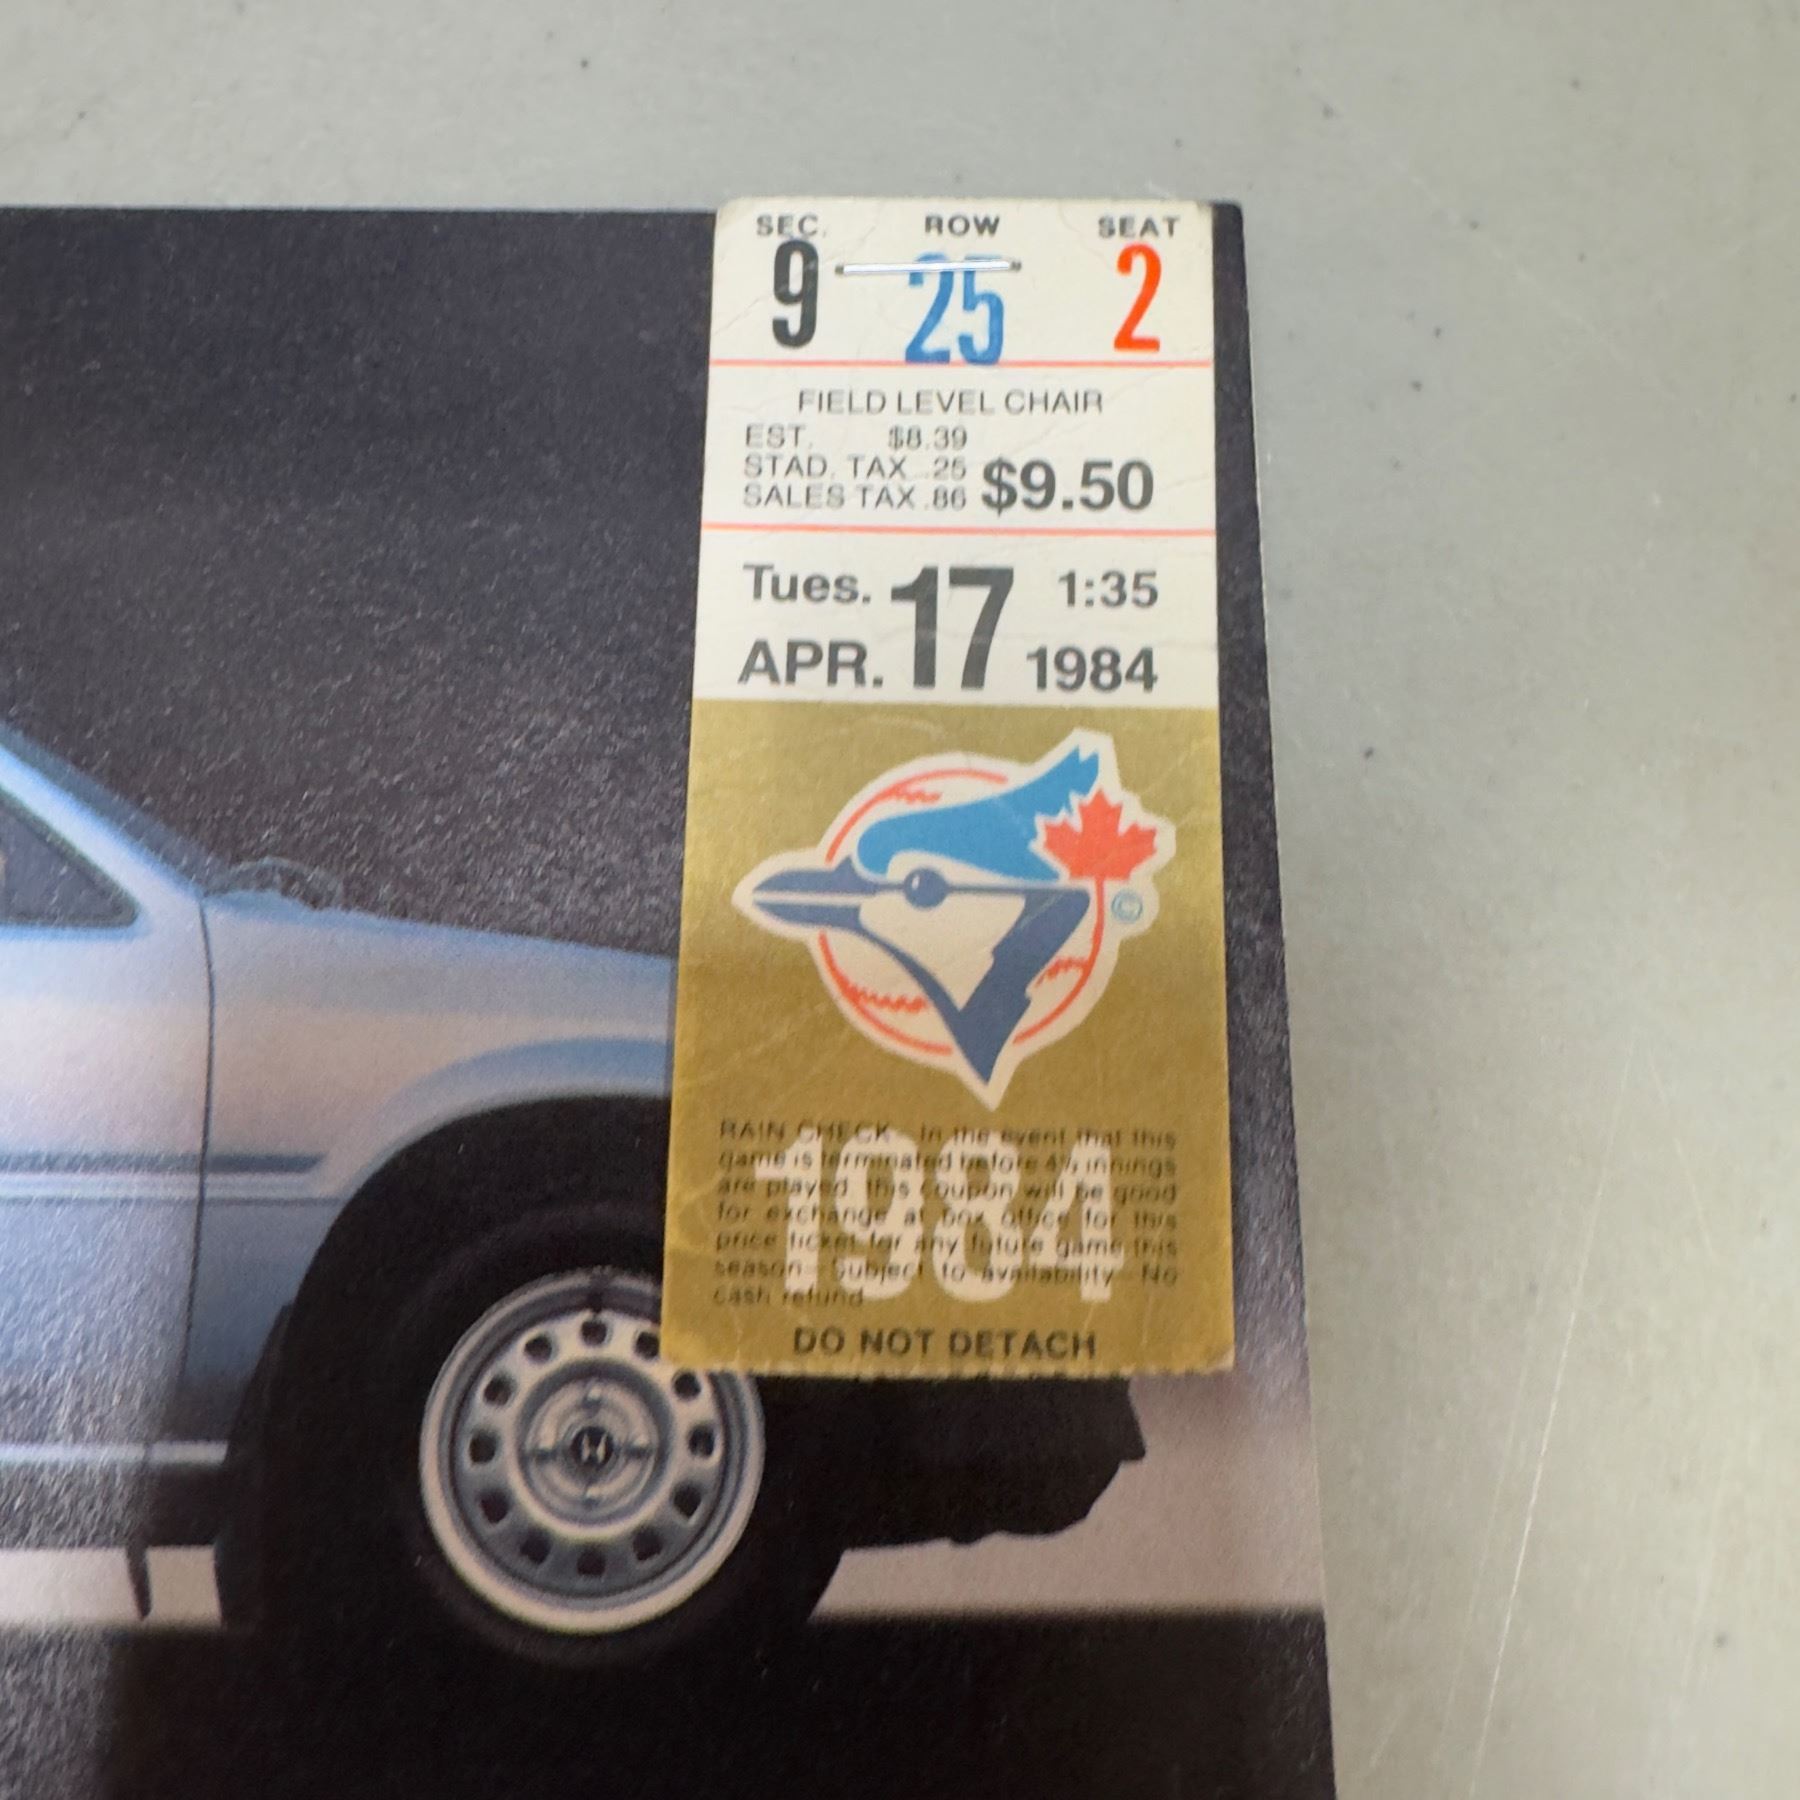 SEC. ROW SEAT
9 25 2
FIELD LEVEL CHAIR
EST. $8.39
STAD. TAX .25
SALES TAX .86 $9.50
Tues. 17 1:35
APR. 1984
©
RAIN CHECK - In the event that this
game is terminated before 4½ innings
are played, this coupon will be good
for exchange at box office for this
price ticket for any future game this
season. Subject to availability. No
cash refund.
1984
DO NOT DETACH